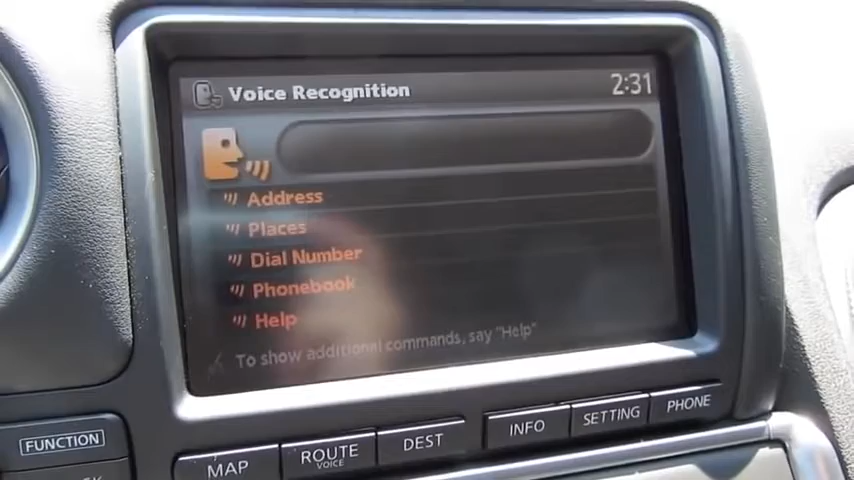 Voice Recognition 2:31
Address
Places
Dial Number
Phonebook
Help
To show additional commands, say "Help"
FUNCTION
MAP
ROUTE
VOICE
DEST
INFO
SETTING
PHONE